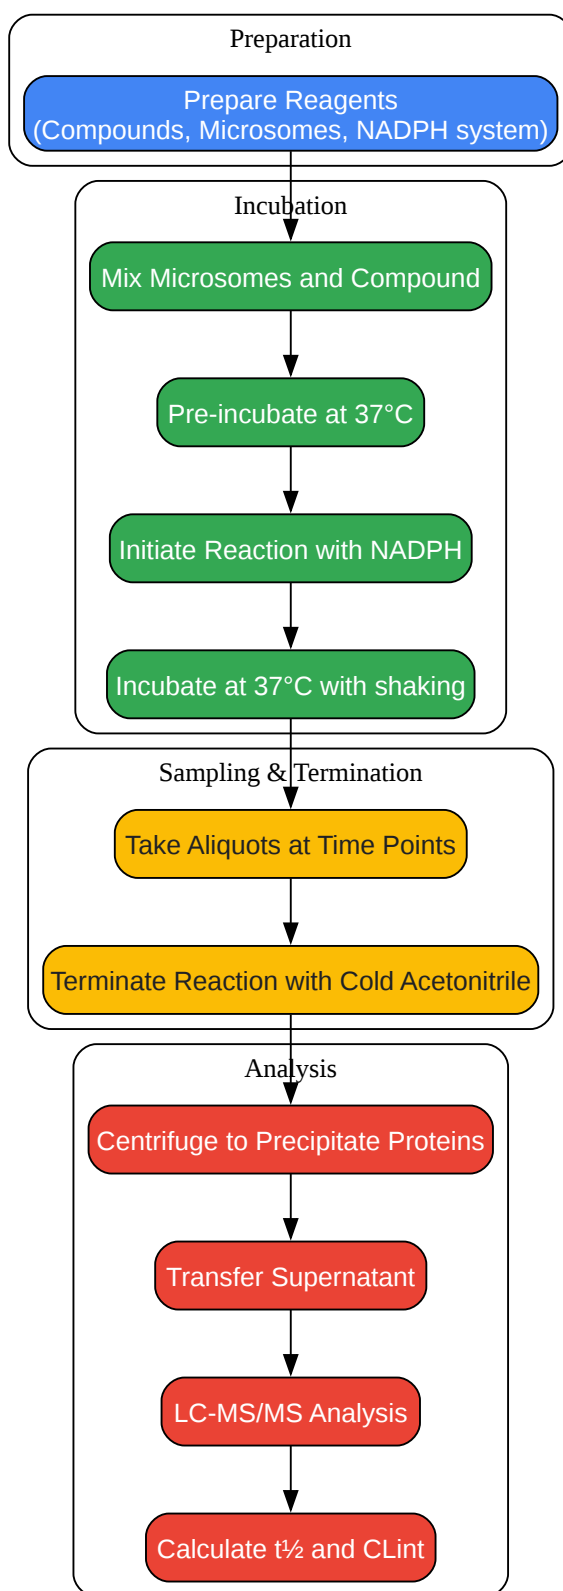 Preparation
Prepare Reagents
(Compounds, Microsomes, NADPH system)
Incubation
Mix Microsomes and Compound
Pre-incubate at 37°C
Initiate Reaction with NADPH
Incubate at 37°C with shaking
Sampling & Termination
Take Aliquots at Time Points
Terminate Reaction with Cold Acetonitrile
Analysis
Centrifuge to Precipitate Proteins
Transfer Supernatant
LC-MS/MS Analysis
Calculate t½ and CLint